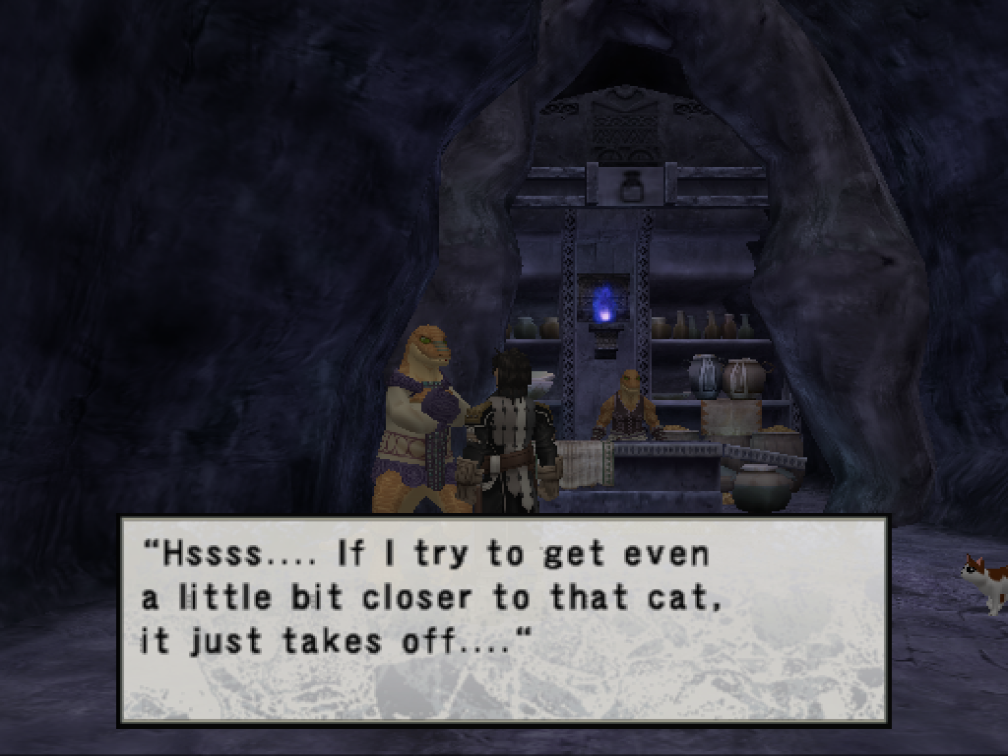 “Hssss.... If I try to get even
a little bit closer to that cat,
it just takes off....“